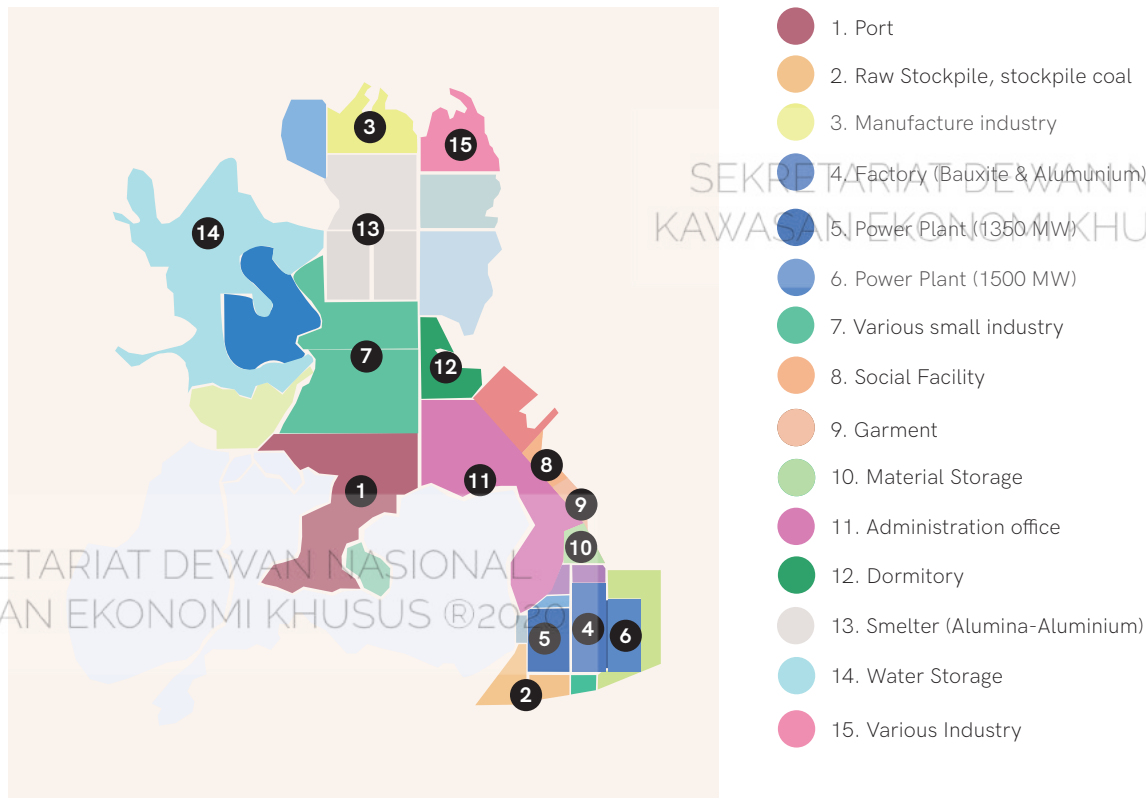 3
15
14
13
7
12
11
8
1
9
10
5
4
6
2
1. Port
2. Raw Stockpile, stockpile coal
3. Manufacture industry
4. Factory (Bauxite & Alumunium)
5. Power Plant (1350 MW)
6. Power Plant (1500 MW)
7. Various small industry
8. Social Facility
9. Garment
10. Material Storage
11. Administration office
12. Dormitory
13. Smelter (Alumina-Aluminium)
14. Water Storage
15. Various Industry
SEKRETARIAT DEWAN N
KAWASAN EKONOMI KHU
ETARIAT DEWAN NASIONAL
AN EKONOMI KHUSUS ®2020